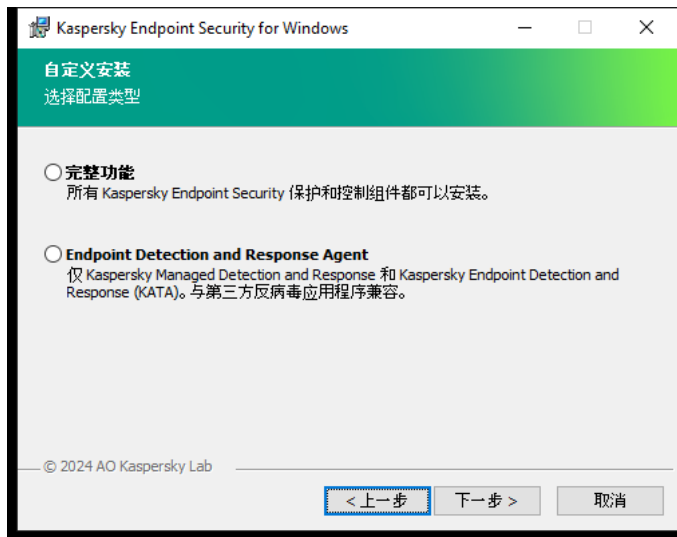 Kaspersky Endpoint Security for Windows
自定义安装
选择配置类型
完整功能
所有 Kaspersky Endpoint Security 保护和控制组件都可以安装。
Endpoint Detection and Response Agent
仅 Kaspersky Managed Detection and Response 和 Kaspersky Endpoint Detection and
Response (KATA)。与第三方反病毒应用程序兼容。
© 2024 AO Kaspersky Lab
<上一步 下一步 > 取消